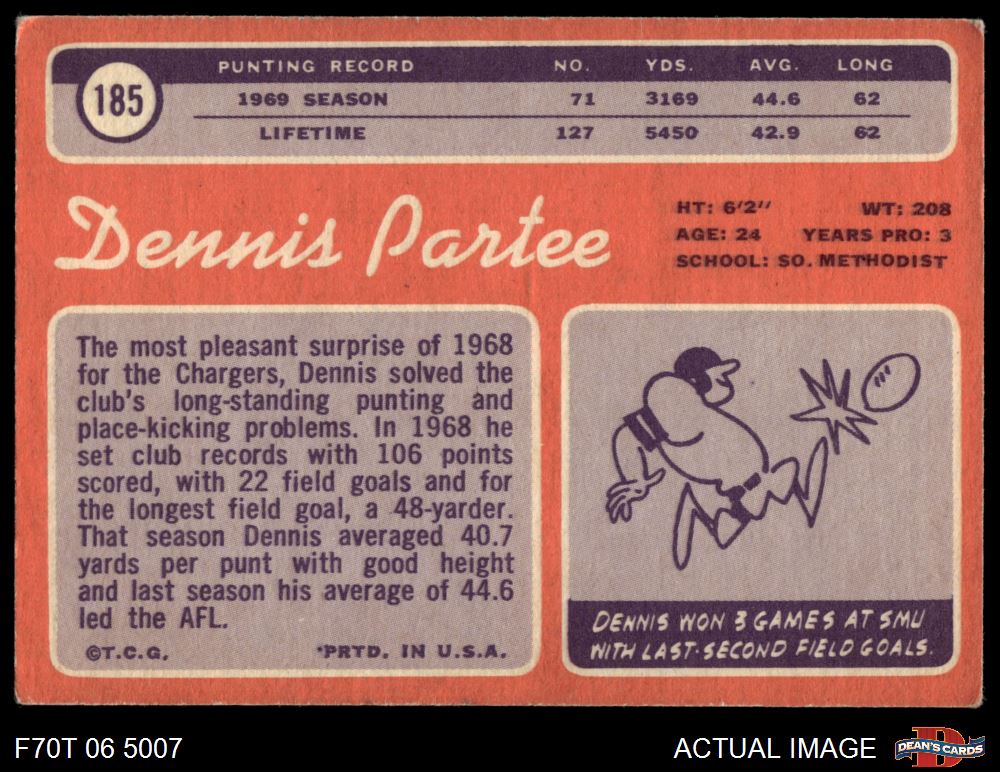 185
PUNTING RECORD NO. YDS. AVG. LONG
1969 SEASON 71 3169 44.6 62
LIFETIME 127 5450 42.9 62
Dennis Partee
HT: 6'2'' WT: 208
AGE: 24 YEARS PRO: 3
SCHOOL: SO. METHODIST
The most pleasant surprise of 1968
for the Chargers, Dennis solved the
club's long-standing punting and
place-kicking problems. In 1968 he
set club records with 106 points
scored, with 22 field goals and for
the longest field goal, a 48-yarder.
That season Dennis averaged 40.7
yards per punt with good height
and last season his average of 44.6
led the AFL.
©T.C.G. *PRTD. IN U.S.A.
DENNIS WON 3 GAMES AT SMU
WITH LAST-SECOND FIELD GOALS.
F70T 06 5007
ACTUAL IMAGE
D
DEAN'S CARDS